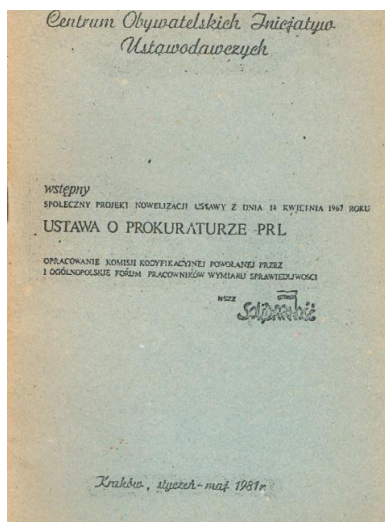 Centrum Obywatelskich Inicjatyw
Ustawodawczych
wstępny
SPOŁECZNY PROJEKT NOWELIZACJI USTAWY Z DNIA 14 KWIETNIA 1967 ROKU
USTAWA O PROKURATURZE PRL
OPRACOWANIE KOMISJI KODYFIKACYJNEJ POWOŁANEJ PRZEZ
I OGÓLNOPOLSKIE FORUM PRACOWNIKÓW WYMIARU SPRAWIEDLIWOŚCI
NSZZ
Solidarność
Kraków, styczeń-maj 1981r.